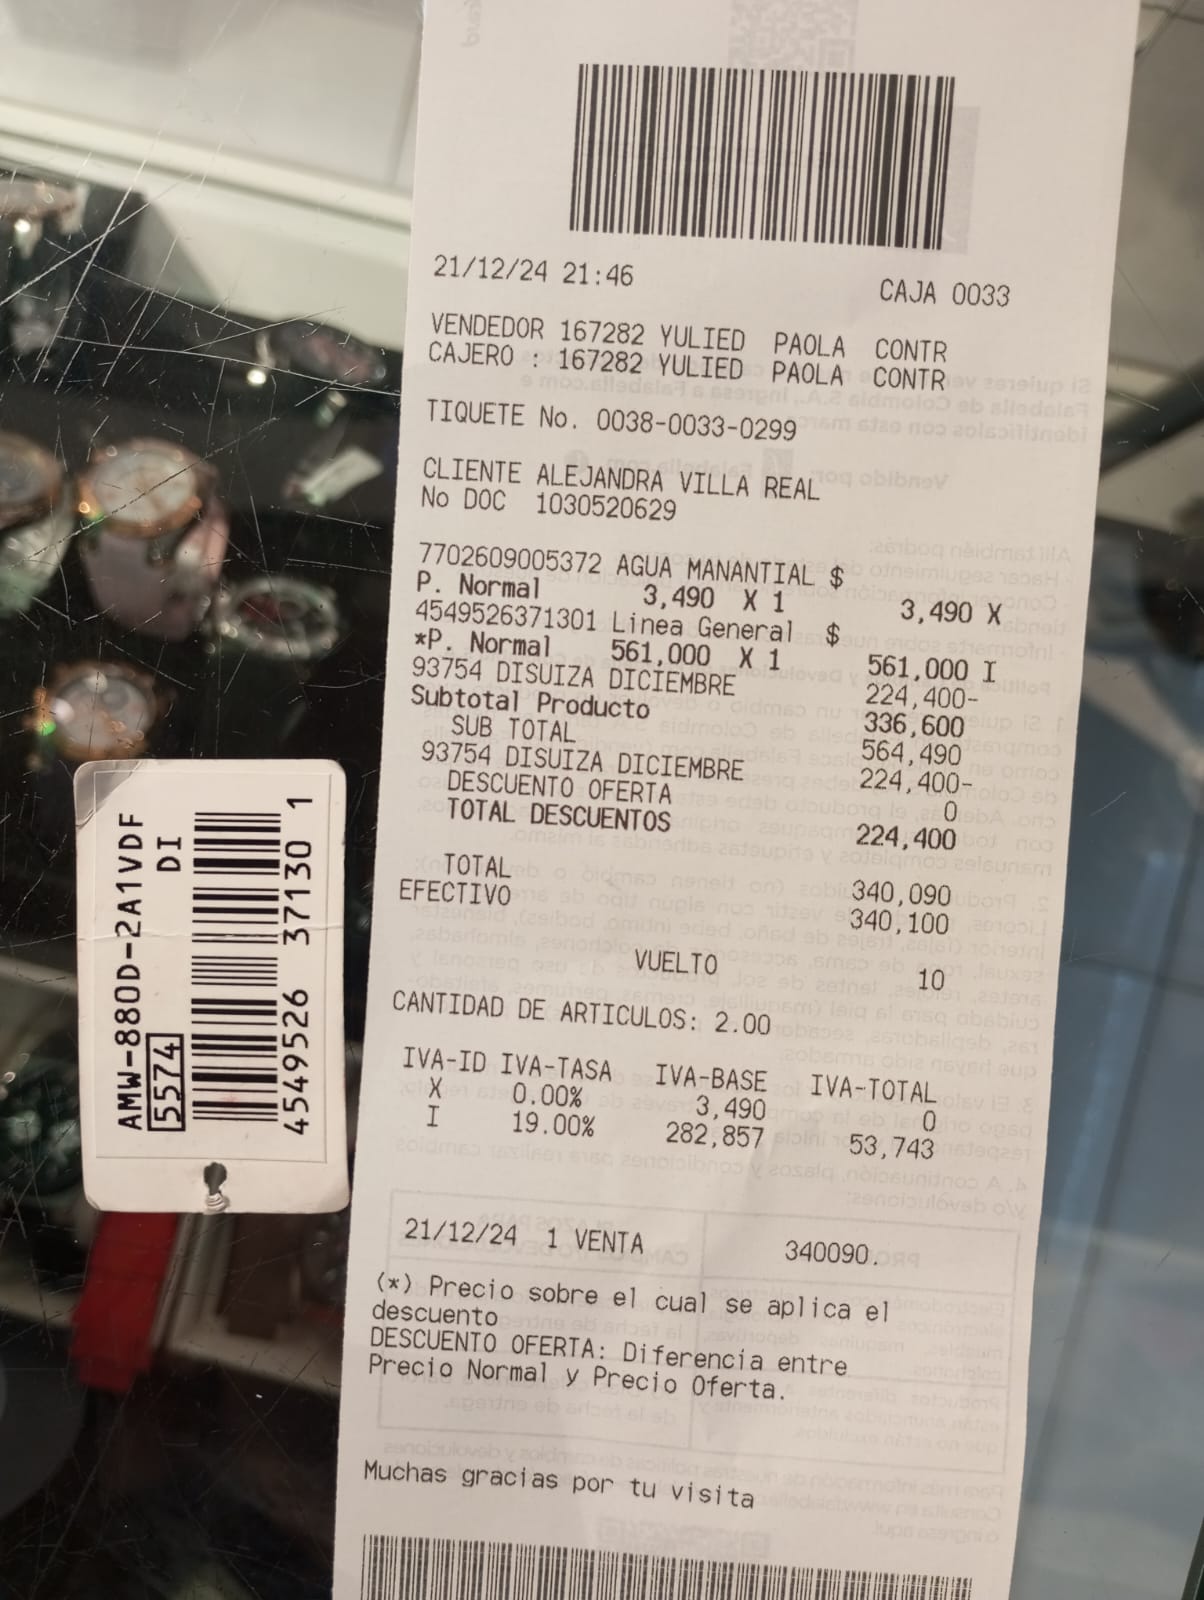 21/12/24 21:46 CAJA 0033
VENDEDOR 167282 YULIED PAOLA CONTR
CAJERO : 167282 YULIED PAOLA CONTR
TIQUETE No. 0038-0033-0299
CLIENTE ALEJANDRA VILLA REAL
No DOC 1030520629
7702609005372 AGUA MANANTIAL $
P. Normal 3,490 X 1 3,490 X
4549526371301 Linea General $
*P. Normal 561,000 X 1 561,000 I
93754 DISUIZA DICIEMBRE 224,400-
Subtotal Producto 336,600
SUB TOTAL 564,490
93754 DISUIZA DICIEMBRE 224,400-
DESCUENTO OFERTA 0
TOTAL DESCUENTOS 224,400
TOTAL 340,090
EFECTIVO 340,100
VUELTO 10
CANTIDAD DE ARTICULOS: 2.00
IVA-ID IVA-TASA IVA-BASE IVA-TOTAL
X 0.00% 3,490 0
I 19.00% 282,857 53,743
21/12/24 1 VENTA 340090.
(*) Precio sobre el cual se aplica el
descuento
DESCUENTO OFERTA: Diferencia entre
Precio Normal y Precio Oferta.
Muchas gracias por tu visita
AMW-880D-2A1VDF
DI
5574
4549526 37130 1